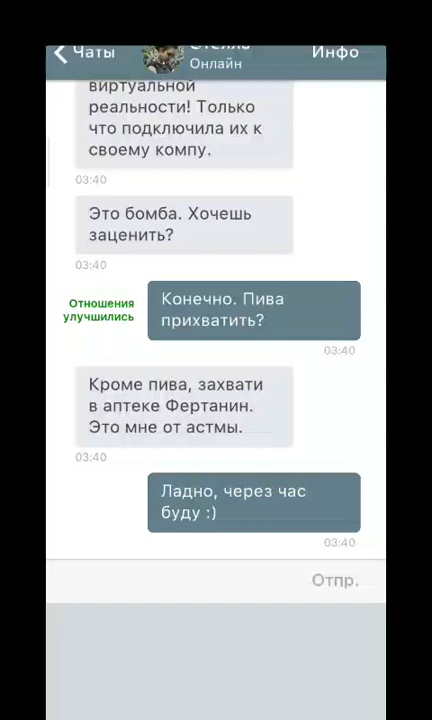 Чаты
Стелла
Инфо
Онлайн
виртуальной
реальности! Только
что подключила их к
своему компу.
03:40
Это бомба. Хочешь
заценить?
03:40
Отношения
улучшились
Конечно. Пива
прихватить?
03:40
Кроме пива, захвати
в аптеке Фертанин.
Это мне от астмы.
03:40
Ладно, через час
буду :)
03:40
Отпр.